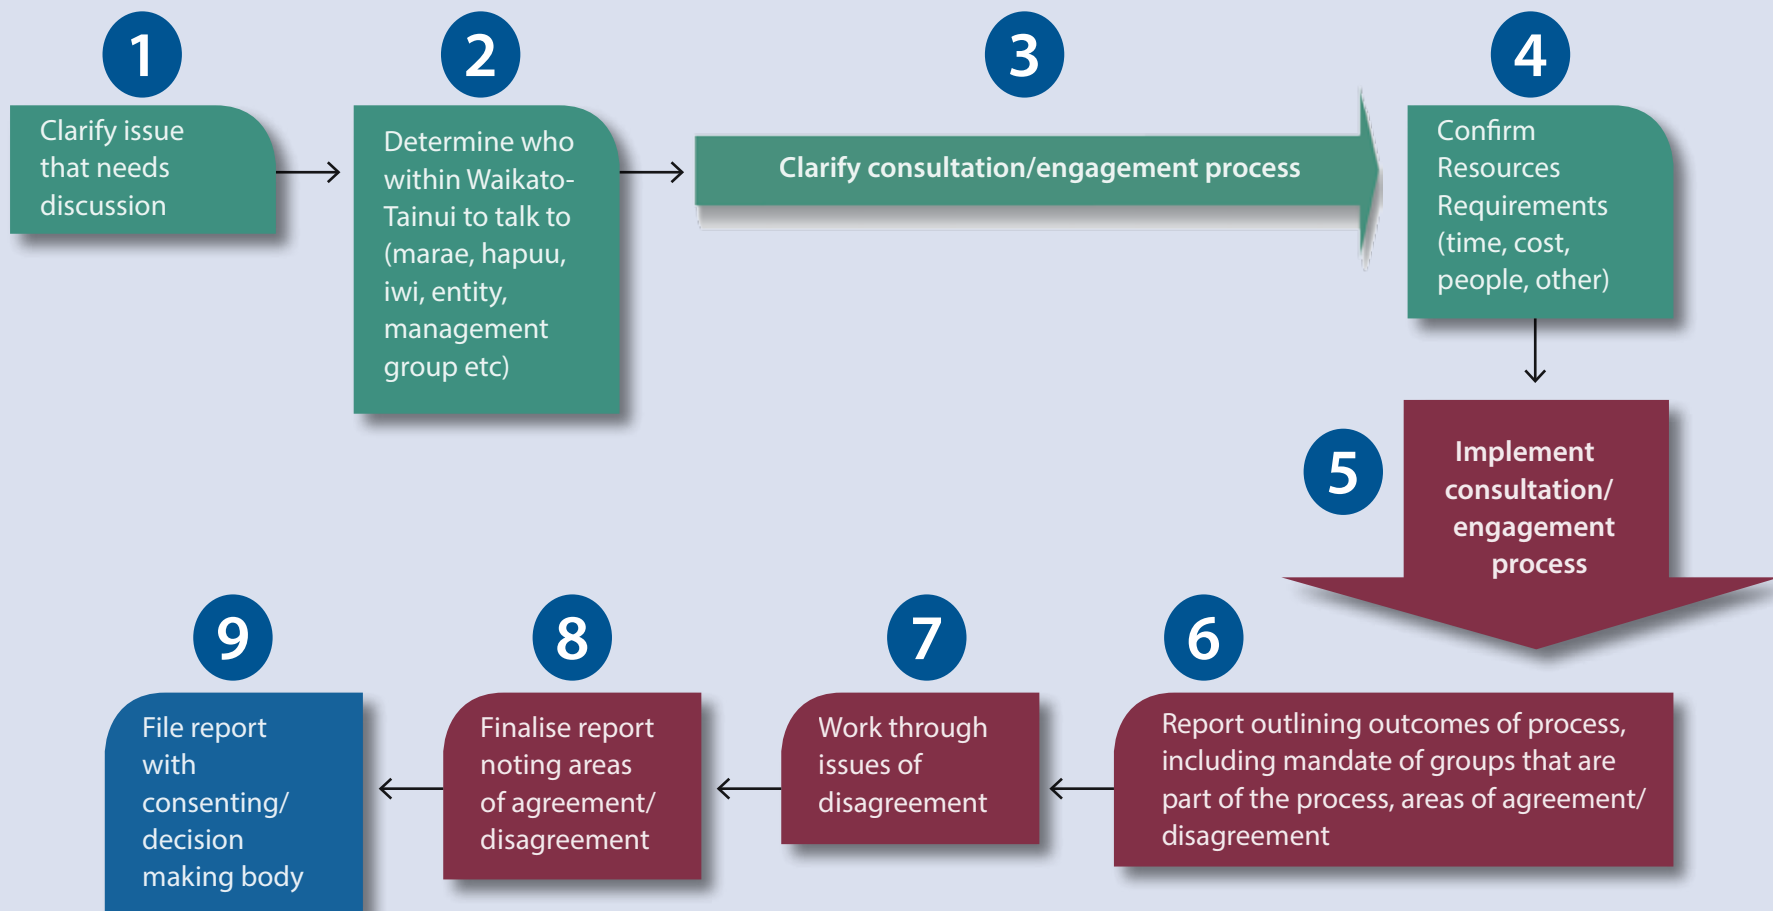 1
Clarify issue
that needs
discussion
2
Determine who
within Waikato-
Tainui to talk to
(marae, hapuu,
iwi, entity,
management
group etc)
3
Clarify consultation/engagement process
4
Confirm
Resources
Requirements
(time, cost,
people, other)
5
Implement
consultation/
engagement
process
6
Report outlining outcomes of process,
including mandate of groups that are
part of the process, areas of agreement/
disagreement
7
Work through
issues of
disagreement
8
Finalise report
noting areas
of agreement/
disagreement
9
File report
with
consenting/
decision
making body